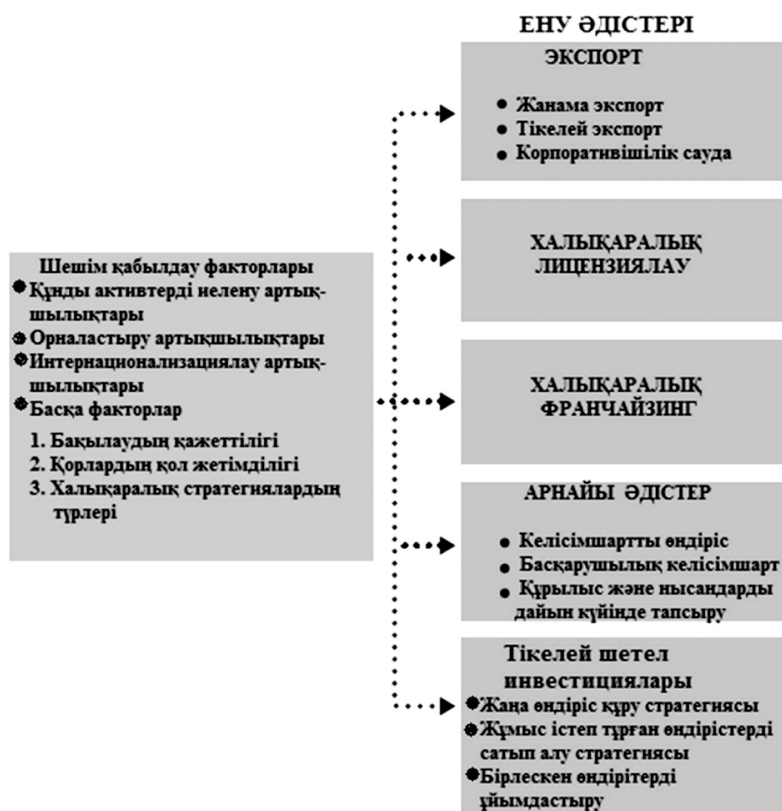 Шешім қабылдау факторлары
Құнды активтерді иелену артық-
шылықтары
Орналастыру артықшылықтары
Интернационализациялау артық-
шылықтары
Басқа факторлар
1. Бақылаудың қажеттілігі
2. Қорлардың қол жетімділігі
3. Халықаралық стратегиялардың
түрлері
ЕНУ ӘДІСТЕРІ
ЭКСПОРТ
Жанама экспорт
Тікелей экспорт
Корпоративішілік сауда
ХАЛЫҚАРАЛЫҚ
ЛИЦЕНЗИЯЛАУ
ХАЛЫҚАРАЛЫҚ
ФРАНЧАЙЗИНГ
АРНАЙЫ ӘДІСТЕР
Келісімшартты өндіріс
Басқарушылық келісімшарт
Құрылыс және нысандарды
дайын күйінде тапсыру
Тікелей шетел
инвестициялары
Жаңа өндіріс құру стратегиясы
Жұмыс істеп тұрған өндірістерді
сатып алу стратегиясы
Бірлескен өндірітерді
ұйымдастыру